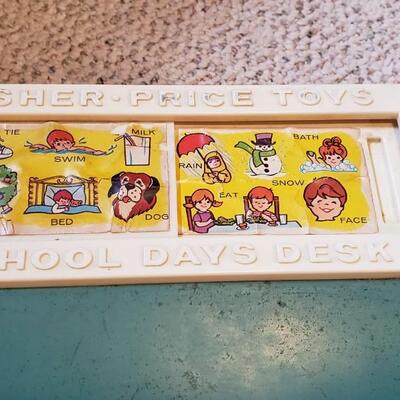 SHER-PRICE TOYS
TIE
MILK
SWIM
BED
DOG
BATH
RAIN
SNOW
EAT
FACE
HOOL DAYS DESK